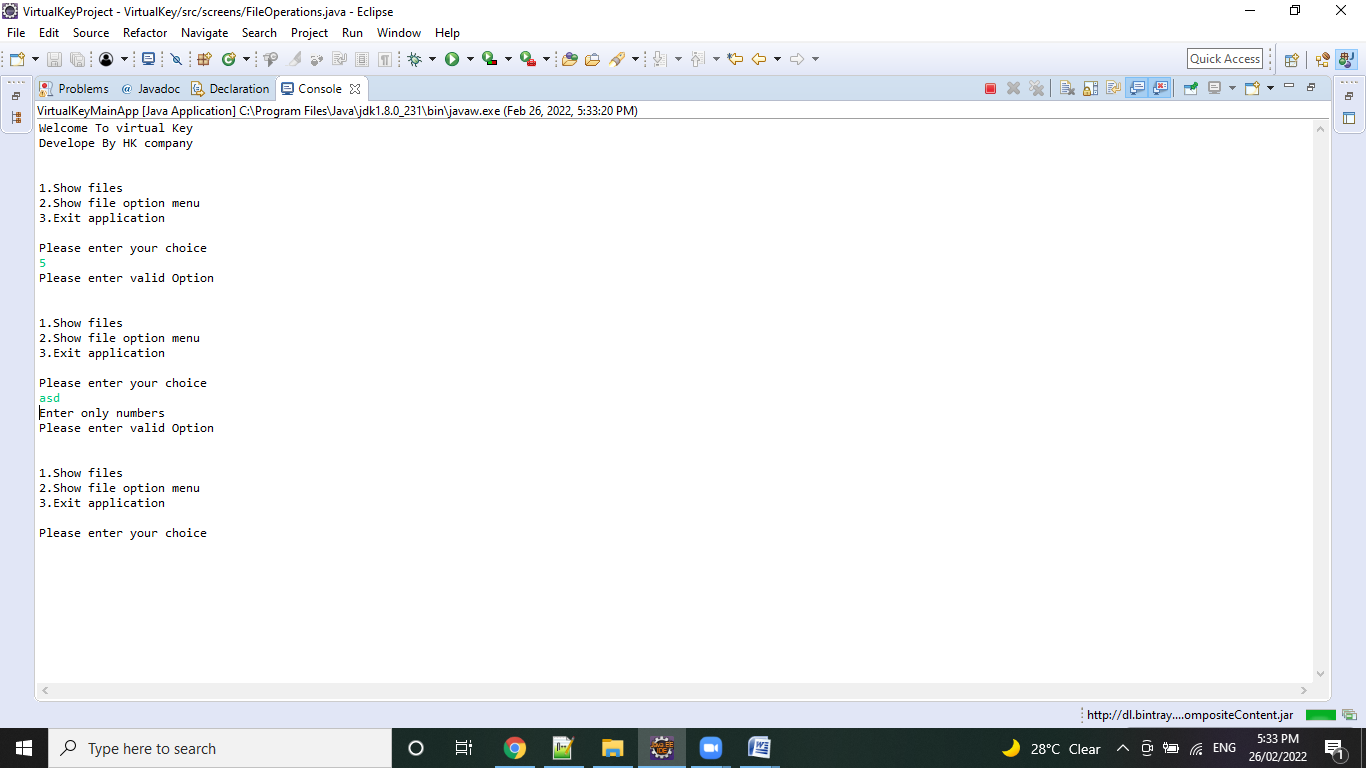 VirtualKeyProject - VirtualKey/src/screens/FileOperations.java - Eclipse
File Edit Source Refactor Navigate Search Project Run Window Help
Quick Access
Problems @ Javadoc Declaration Console
VirtualKeyMainApp [Java Application] C:\Program Files\Java\jdk1.8.0_231\bin\javaw.exe (Feb 26, 2022, 5:33:20 PM)
Welcome To virtual Key
Develope By HK company
1.Show files
2.Show file option menu
3.Exit application
Please enter your choice
5
Please enter valid Option
1.Show files
2.Show file option menu
3.Exit application
Please enter your choice
asd
Enter only numbers
Please enter valid Option
1.Show files
2.Show file option menu
3.Exit application
Please enter your choice
http://dl.bintray....ompositeContent.jar
Type here to search
28°C Clear
ENG
5:33 PM
26/02/2022
1